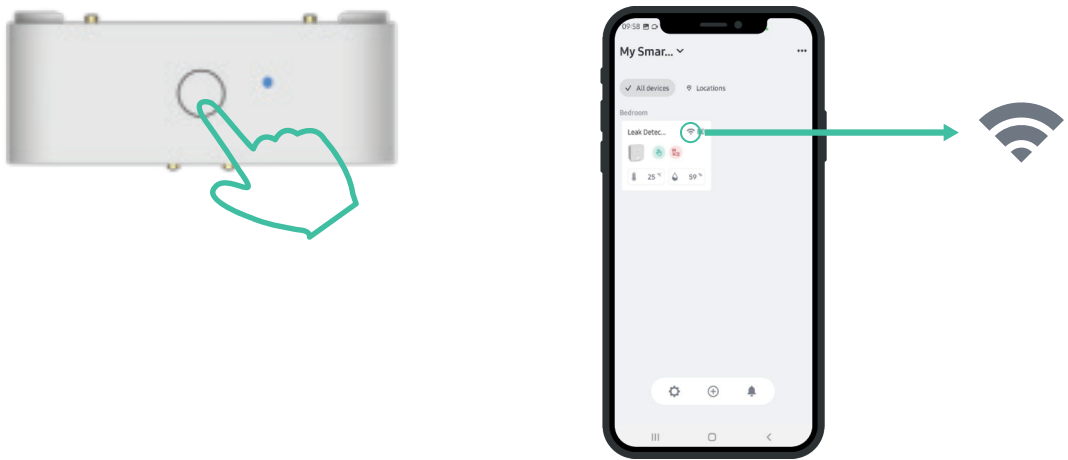 09:58
My Smar...
All devices
Locations
Bedroom
Leak Detec...
25 °c
59 %